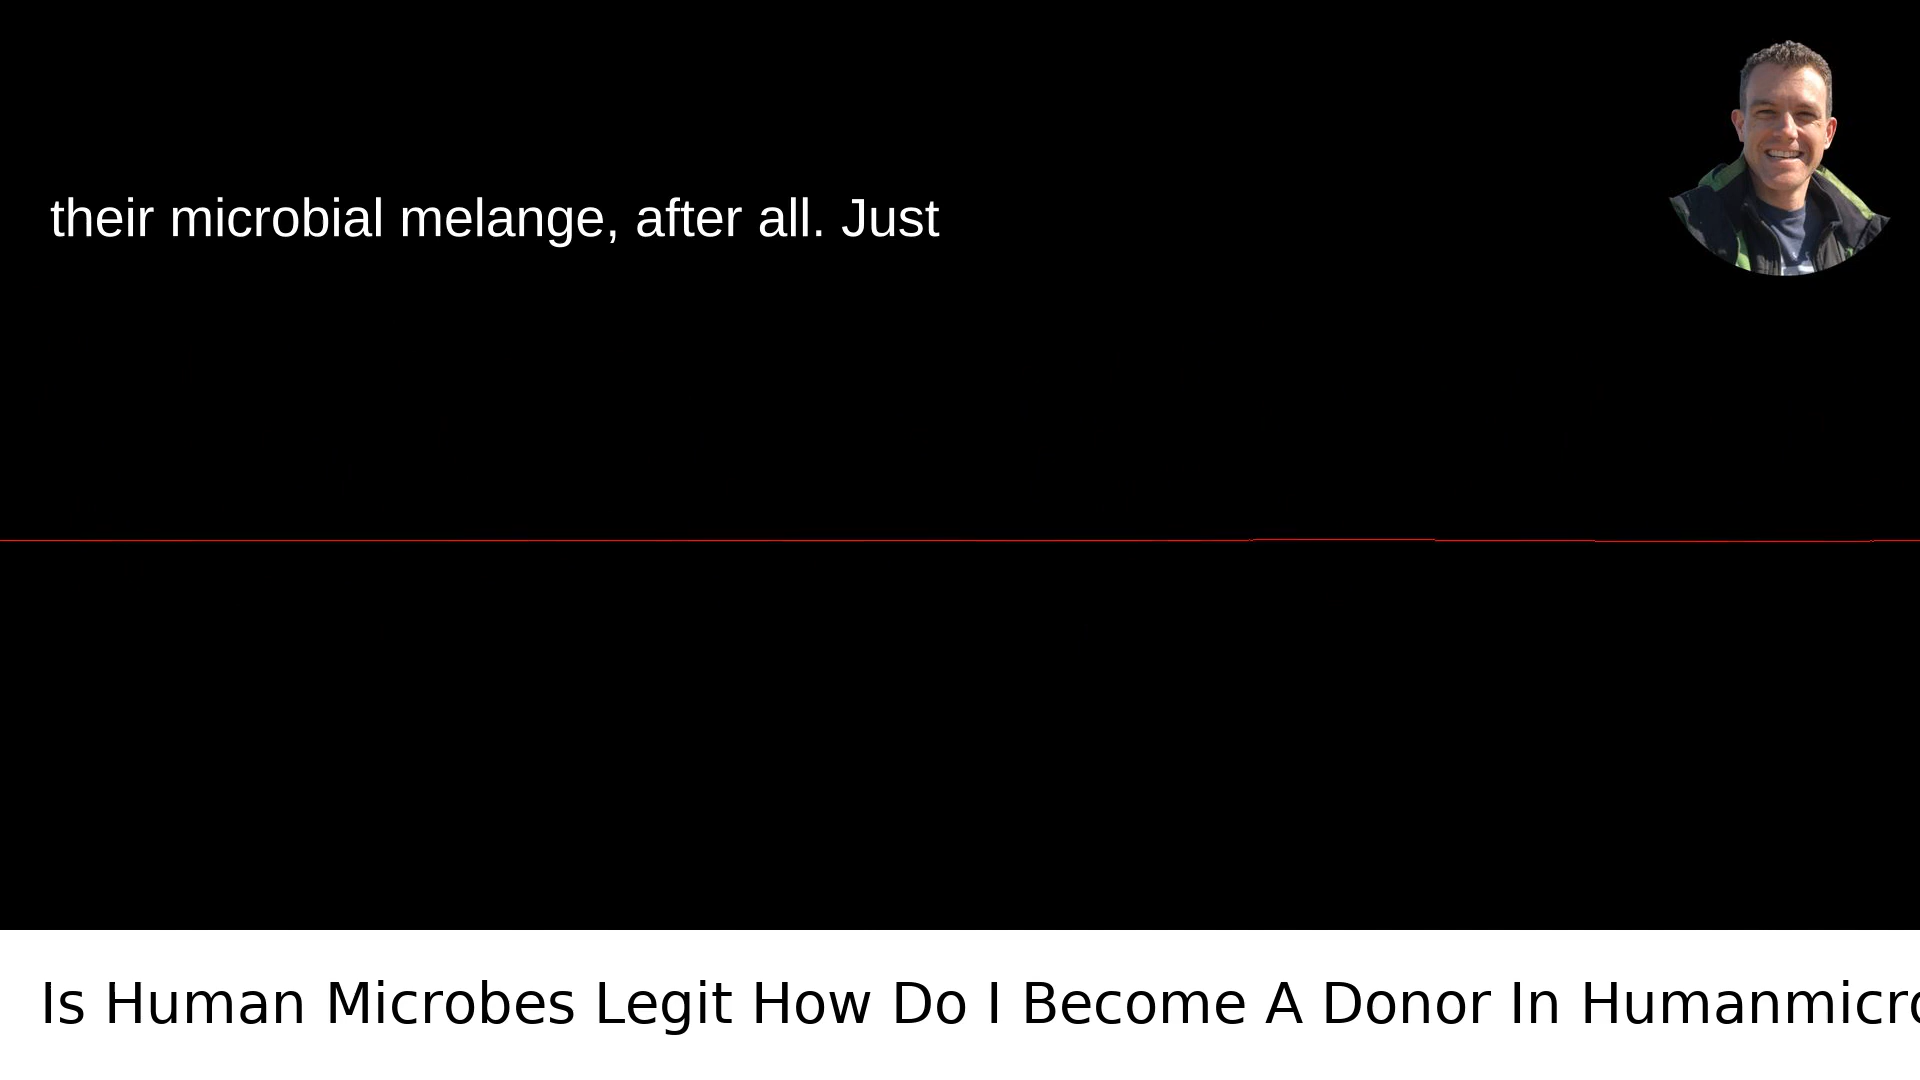 their microbial melange, after all. Just
Is Human Microbes Legit How Do I Become A Donor In Humanmicro